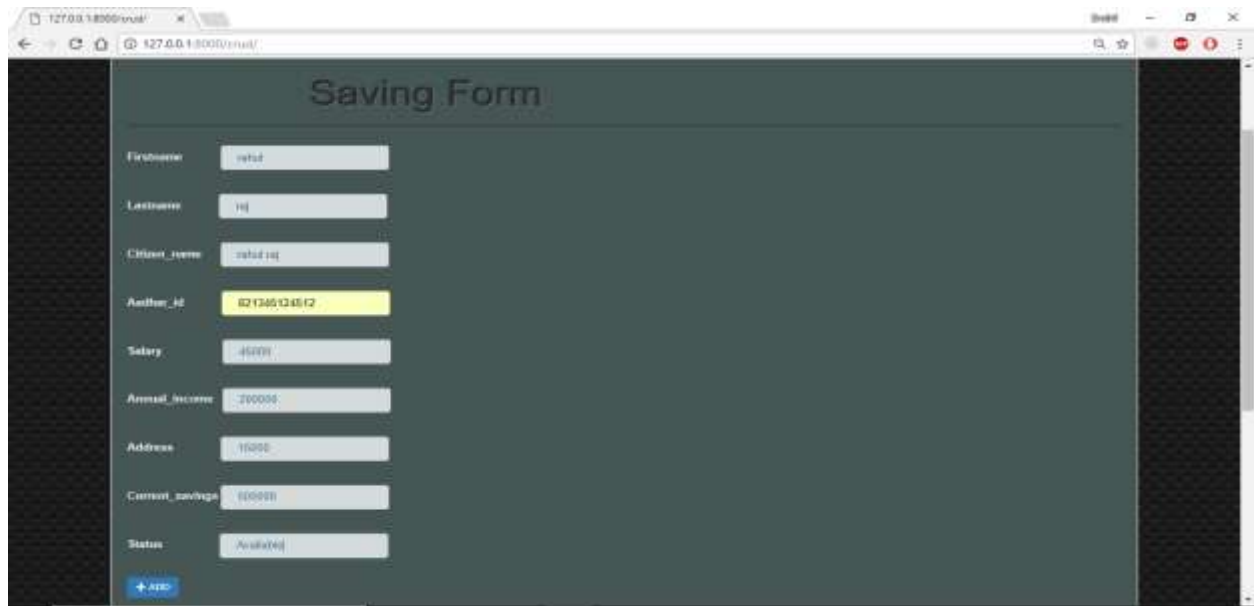 127.0.0.1:8000/crud/
127.0.0.1:8000/crud/
Saving Form
Firstname rahul
Lastname raj
Citizen_name rahul raj
Aadhar_id
Salary 45000
Annual_income 200000
Address 15000
Current_savings
Status Available
+ ADD